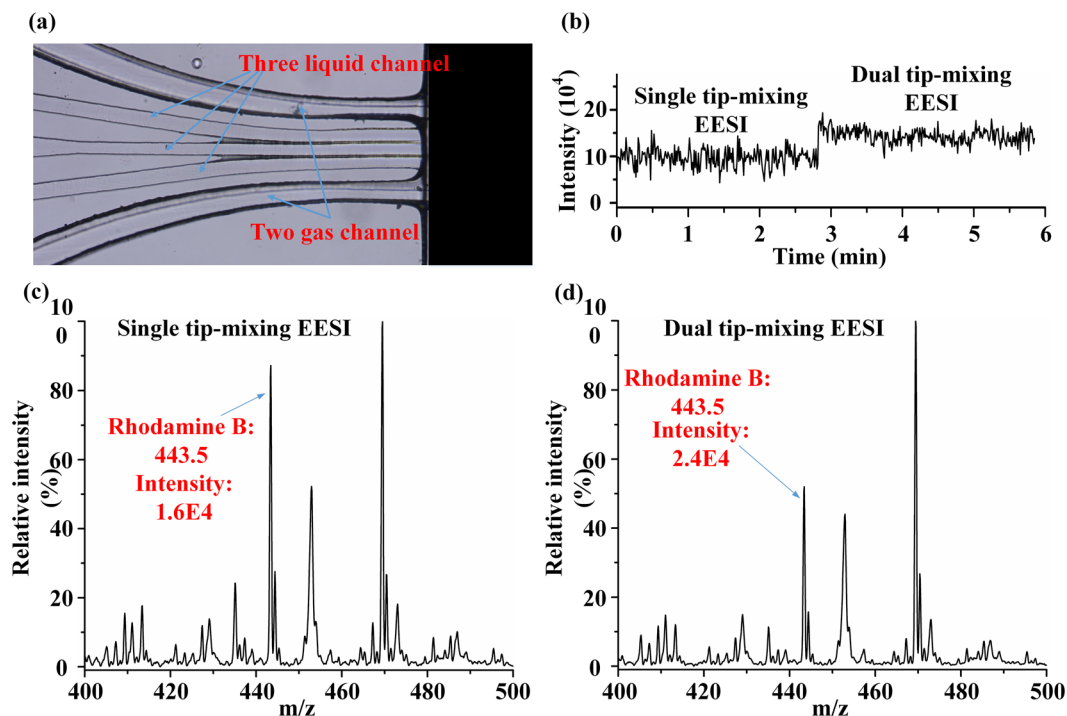 (a)
Three liquid channel
Two gas channel
(b)
Intensity (10⁴)
20
10
0
Single tip-mixing
EESI
Dual tip-mixing
EESI
0 1 2 3 4 5 6
Time (min)
(c)
Relative intensity
(%)
10
0
80
60
40
20
0
Single tip-mixing EESI
Rhodamine B:
443.5
Intensity:
1.6E4
400 420 440 460 480 500
m/z
(d)
Relative intensity
(%)
10
0
80
60
40
20
0
Dual tip-mixing EESI
Rhodamine B:
443.5
Intensity:
2.4E4
400 420 440 460 480 500
m/z